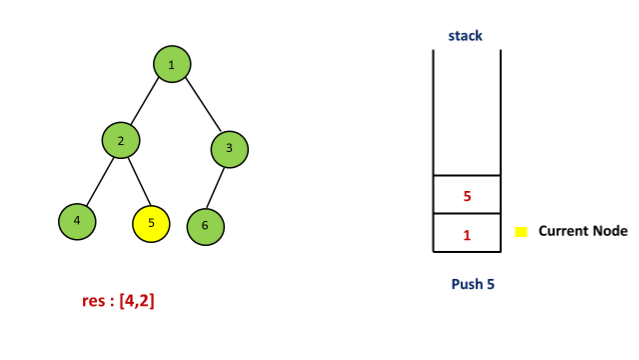 stack
1
2
3
4
5
6
5
1
Current Node
Push 5
res : [4,2]